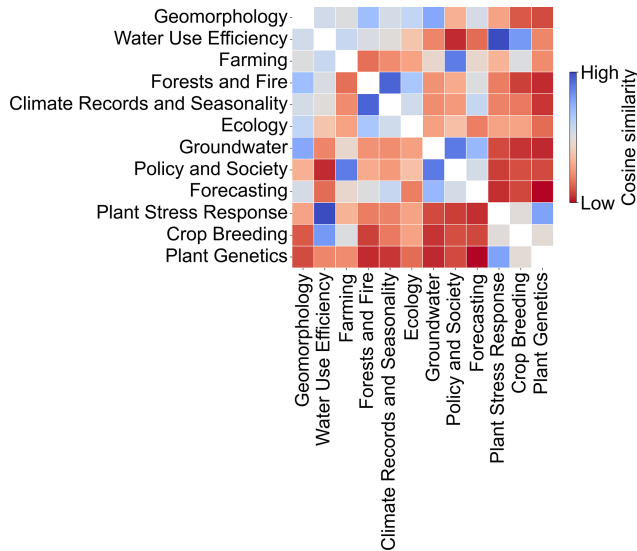 Geomorphology
Water Use Efficiency
Farming
Forests and Fire
Climate Records and Seasonality
Ecology
Groundwater
Policy and Society
Forecasting
Plant Stress Response
Crop Breeding
Plant Genetics
Geomorphology
Water Use Efficiency
Farming
Forests and Fire
Climate Records and Seasonality
Ecology
Groundwater
Policy and Society
Forecasting
Plant Stress Response
Crop Breeding
Plant Genetics
High
Low
Cosine similarity